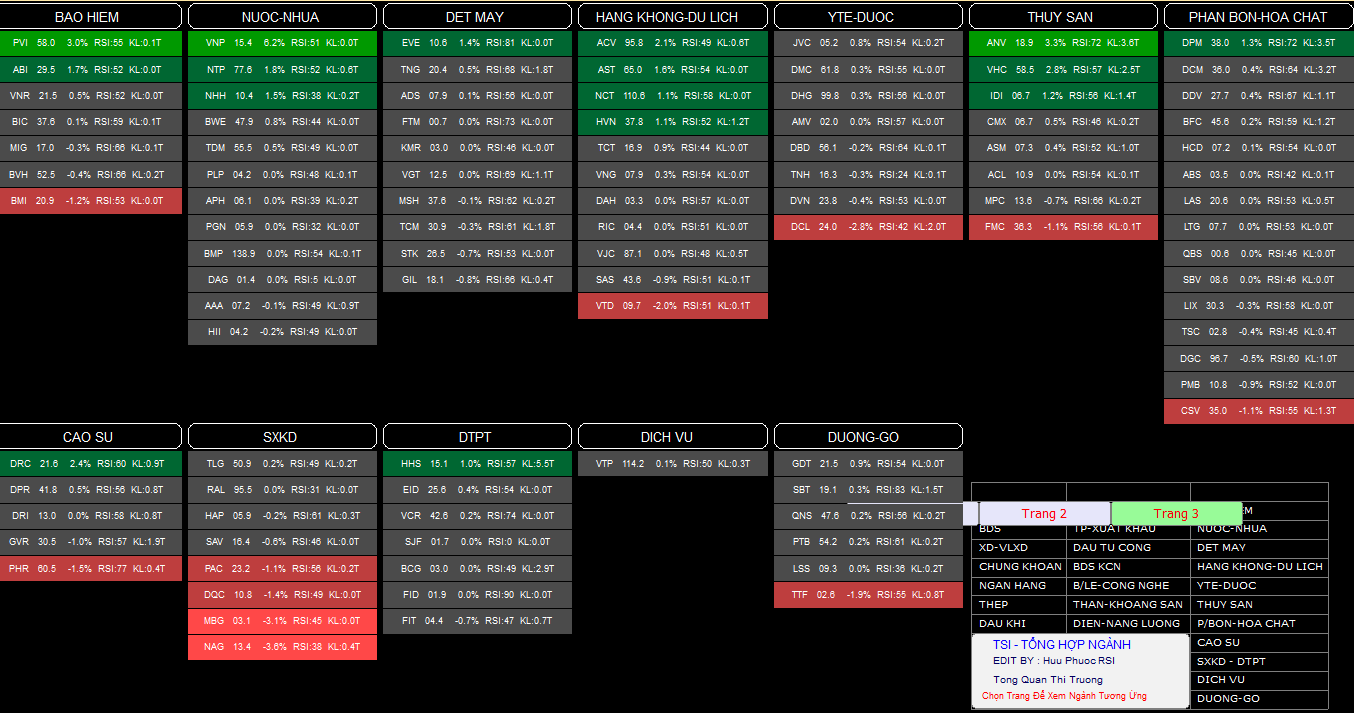 BAO HIEM
PVI 58.0 3.0% RSI:55 KL:0.1T
ABI 29.5 1.7% RSI:52 KL:0.0T
VNR 21.5 0.5% RSI:52 KL:0.0T
BIC 37.6 0.1% RSI:59 KL:0.1T
MIG 17.0 -0.3% RSI:66 KL:0.1T
BVH 52.5 -0.4% RSI:66 KL:0.2T
BMI 20.9 -1.2% RSI:53 KL:0.0T
NUOC-NHUA
VNP 15.4 6.2% RSI:51 KL:0.0T
NTP 77.6 1.8% RSI:52 KL:0.6T
NHH 10.4 1.5% RSI:38 KL:0.2T
BWE 47.9 0.8% RSI:44 KL:0.0T
TDM 55.5 0.5% RSI:49 KL:0.0T
PLP 04.2 0.0% RSI:48 KL:0.1T
APH 06.1 0.0% RSI:39 KL:0.2T
PGN 05.9 0.0% RSI:32 KL:0.0T
BMP 138.9 0.0% RSI:54 KL:0.1T
DAG 01.4 0.0% RSI:5 KL:0.0T
AAA 07.2 -0.1% RSI:49 KL:0.9T
HII 04.2 -0.2% RSI:49 KL:0.0T
DET MAY
EVE 10.6 1.4% RSI:81 KL:0.0T
TNG 20.4 0.5% RSI:68 KL:1.8T
ADS 07.9 0.1% RSI:56 KL:0.0T
FTM 00.7 0.0% RSI:73 KL:0.0T
KMR 03.0 0.0% RSI:46 KL:0.0T
VGT 12.5 0.0% RSI:69 KL:1.1T
MSH 37.6 -0.1% RSI:62 KL:0.2T
TCM 30.9 -0.3% RSI:61 KL:1.8T
STK 26.5 -0.7% RSI:53 KL:0.0T
GIL 18.1 -0.8% RSI:66 KL:0.4T
HANG KHONG-DU LICH
ACV 95.8 2.1% RSI:49 KL:0.6T
AST 65.0 1.6% RSI:54 KL:0.0T
NCT 110.6 1.1% RSI:58 KL:0.0T
HVN 37.8 1.1% RSI:52 KL:1.2T
TCT 16.9 0.9% RSI:44 KL:0.0T
VNG 07.9 0.3% RSI:54 KL:0.0T
DAH 03.3 0.0% RSI:57 KL:0.0T
RIC 04.4 0.0% RSI:51 KL:0.0T
VJC 87.1 0.0% RSI:48 KL:0.5T
SAS 43.6 -0.9% RSI:51 KL:0.1T
VTD 09.7 -2.0% RSI:51 KL:0.1T
YTE-DUOC
JVC 05.2 0.8% RSI:54 KL:0.2T
DMC 61.8 0.3% RSI:55 KL:0.0T
DHG 99.8 0.3% RSI:56 KL:0.0T
AMV 02.0 0.0% RSI:57 KL:0.0T
DBD 56.1 -0.2% RSI:64 KL:0.1T
TNH 16.3 -0.3% RSI:24 KL:0.1T
DVN 23.8 -0.4% RSI:53 KL:0.0T
DCL 24.0 -2.8% RSI:42 KL:2.0T
THUY SAN
ANV 18.9 3.3% RSI:72 KL:3.6T
VHC 58.5 2.8% RSI:57 KL:2.5T
IDI 06.7 1.2% RSI:56 KL:1.4T
CMX 06.7 0.5% RSI:46 KL:0.2T
ASM 07.3 0.4% RSI:52 KL:1.0T
ACL 10.9 0.0% RSI:54 KL:0.1T
MPC 13.6 -0.7% RSI:66 KL:0.2T
FMC 36.3 -1.1% RSI:56 KL:0.1T
PHAN BON-HOA CHAT
DPM 38.0 1.3% RSI:72 KL:3.5T
DCM 36.0 0.4% RSI:64 KL:3.2T
DDV 27.7 0.4% RSI:67 KL:1.1T
BFC 45.6 0.2% RSI:59 KL:1.2T
HCD 07.2 0.1% RSI:54 KL:0.0T
ABS 03.5 0.0% RSI:42 KL:0.1T
LAS 20.6 0.0% RSI:53 KL:0.5T
LTG 07.7 0.0% RSI:53 KL:0.0T
QBS 00.6 0.0% RSI:45 KL:0.0T
SBV 08.6 0.0% RSI:46 KL:0.0T
LIX 30.3 -0.3% RSI:58 KL:0.0T
TSC 02.8 -0.4% RSI:45 KL:0.4T
DGC 96.7 -0.5% RSI:60 KL:1.0T
PMB 10.8 -0.9% RSI:52 KL:0.0T
CSV 35.0 -1.1% RSI:55 KL:1.3T
CAO SU
DRC 21.6 2.4% RSI:60 KL:0.9T
DPR 41.8 0.5% RSI:56 KL:0.8T
DRI 13.0 0.0% RSI:58 KL:0.8T
GVR 30.5 -1.0% RSI:57 KL:1.9T
PHR 60.5 -1.5% RSI:77 KL:0.4T
SXKD
TLG 50.9 0.2% RSI:49 KL:0.2T
RAL 95.5 0.0% RSI:31 KL:0.0T
HAP 05.9 -0.2% RSI:61 KL:0.3T
SAV 16.4 -0.6% RSI:46 KL:0.0T
PAC 23.2 -1.1% RSI:56 KL:0.2T
DQC 10.8 -1.4% RSI:49 KL:0.0T
MBG 03.1 -3.1% RSI:45 KL:0.0T
NAG 13.4 -3.6% RSI:38 KL:0.4T
DTPT
HHS 15.1 1.0% RSI:57 KL:5.5T
EID 25.6 0.4% RSI:54 KL:0.0T
VCR 42.6 0.2% RSI:74 KL:0.0T
SJF 01.7 0.0% RSI:0 KL:0.0T
BCG 03.0 0.0% RSI:49 KL:2.9T
FID 01.9 0.0% RSI:90 KL:0.0T
FIT 04.4 -0.7% RSI:47 KL:0.7T
DICH VU
VTP 114.2 0.1% RSI:50 KL:0.3T
DUONG-GO
GDT 21.5 0.9% RSI:54 KL:0.0T
SBT 19.1 0.3% RSI:83 KL:1.5T
QNS 47.6 0.2% RSI:56 KL:0.2T
PTB 54.2 0.2% RSI:61 KL:0.2T
LSS 09.3 0.0% RSI:36 KL:0.2T
TTF 02.6 -1.9% RSI:55 KL:0.8T
Trang 2 Trang 3 EM
BDS TP-XUAT KHAU NUOC-NHUA
XD-VLXD DAU TU CONG DET MAY
CHUNG KHOAN BDS KCN HANG KHONG-DU LICH
NGAN HANG B/LE-CONG NGHE YTE-DUOC
THEP THAN-KHOANG SAN THUY SAN
DAU KHI DIEN-NANG LUONG P/BON-HOA CHAT
CAO SU
SXKD - DTPT
DICH VU
DUONG-GO
TSI - TỔNG HỢP NGÀNH
EDIT BY : Huu Phuoc RSI
Tong Quan Thi Truong
Chọn Trang Để Xem Ngành Tương Ứng